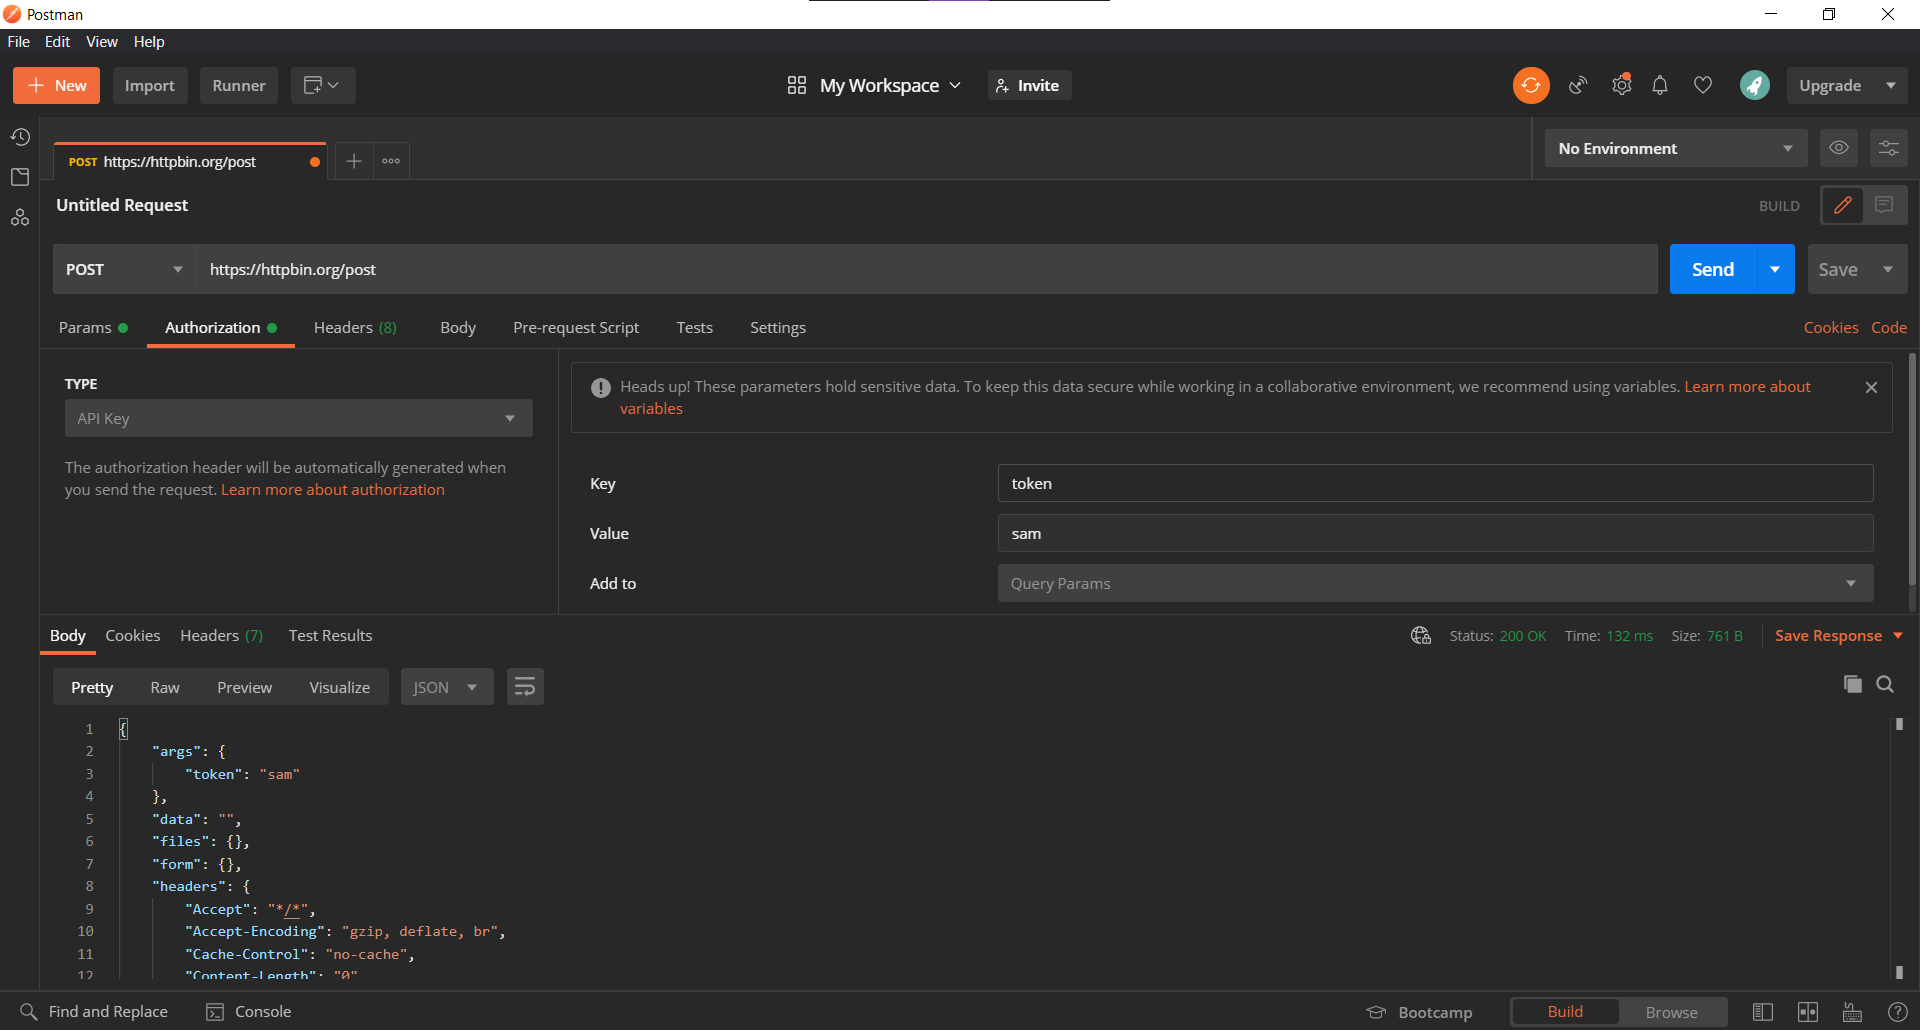 Postman
File Edit View Help
New Import Runner My Workspace Invite Upgrade
POST https://httpbin.org/post No Environment
Untitled Request BUILD
POST https://httpbin.org/post Send Save
Params Authorization Headers (8) Body Pre-request Script Tests Settings Cookies Code
TYPE
API Key
The authorization header will be automatically generated when
you send the request. Learn more about authorization
Heads up! These parameters hold sensitive data. To keep this data secure while working in a collaborative environment, we recommend using variables. Learn more about
variables
Key token
Value sam
Add to Query Params
Body Cookies Headers (7) Test Results Status: 200 OK Time: 132 ms Size: 761 B Save Response
Pretty Raw Preview Visualize JSON
1 {
2 "args": {
3 "token": "sam"
4 },
5 "data": "",
6 "files": {},
7 "form": {},
8 "headers": {
9 "Accept": "*/*",
10 "Accept-Encoding": "gzip, deflate, br",
11 "Cache-Control": "no-cache",
12 "Content-Length": "0"
Find and Replace Console Bootcamp Build Browse